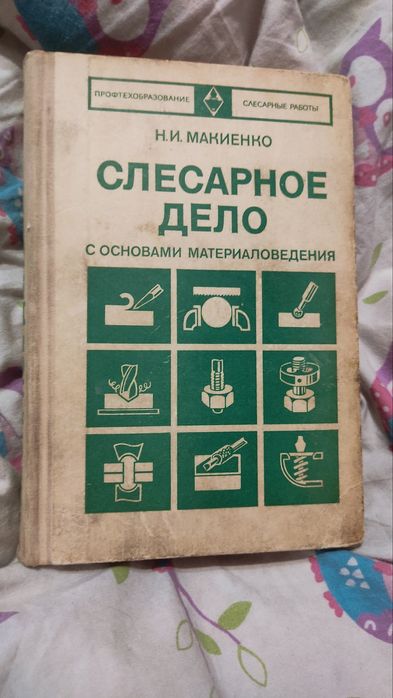 ПРОФТЕХОБРАЗОВАНИЕ СЛЕСАРНЫЕ РАБОТЫ
Н.И. МАКИЕНКО
СЛЕСАРНОЕ
ДЕЛО
С ОСНОВАМИ МАТЕРИАЛОВЕДЕНИЯ